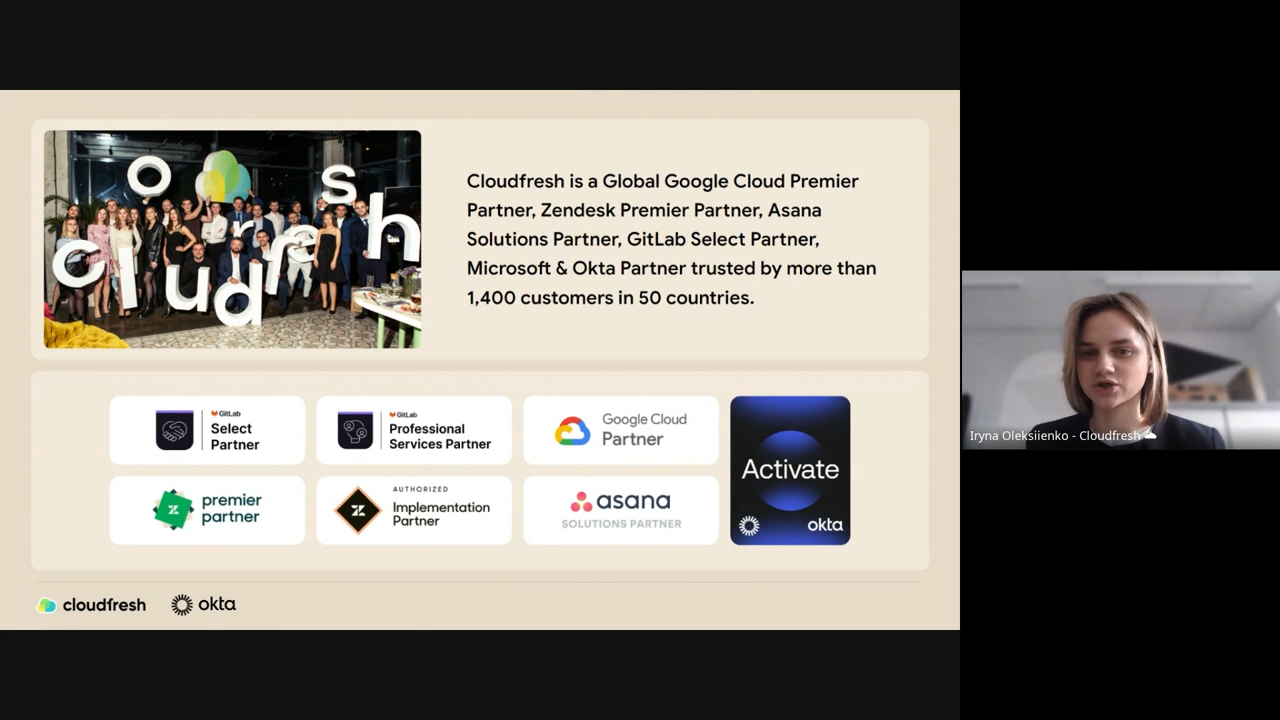 cloudfresh
Cloudfresh is a Global Google Cloud Premier
Partner, Zendesk Premier Partner, Asana
Solutions Partner, GitLab Select Partner,
Microsoft & Okta Partner trusted by more than
1,400 customers in 50 countries.
GitLab
Select
Partner
GitLab
Professional
Services Partner
Google Cloud
Partner
premier
partner
AUTHORIZED
Implementation
Partner
asana
SOLUTIONS PARTNER
Activate
okta
cloudfresh
okta
Iryna Oleksiienko - Cloudfresh